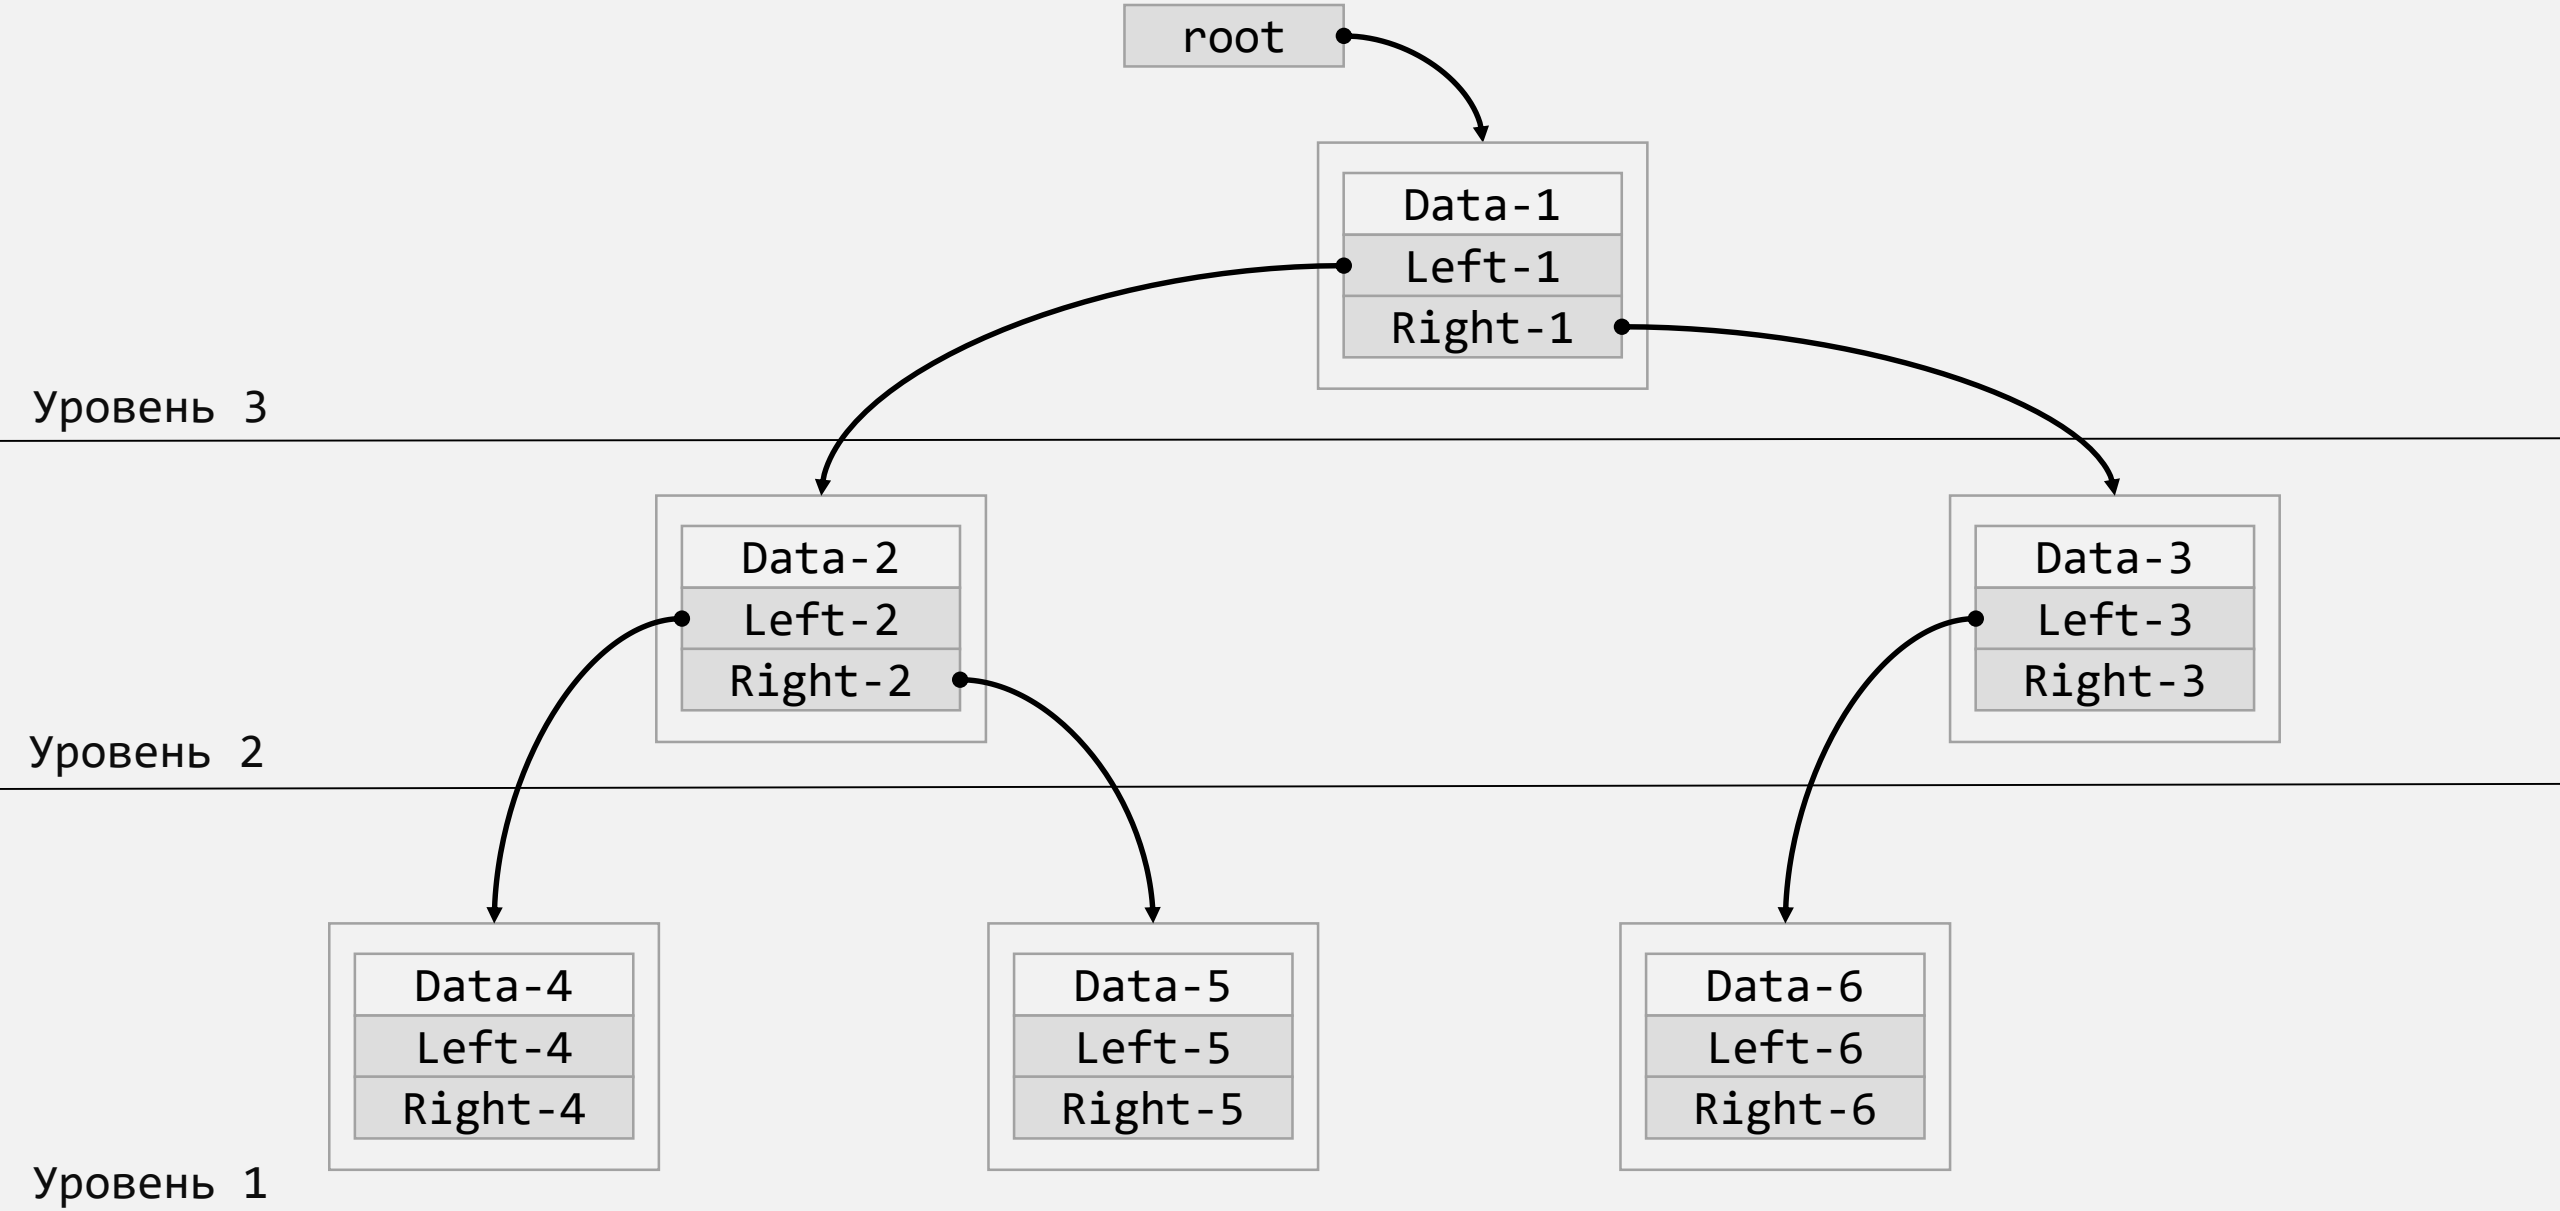 root
Data-1
Left-1
Right-1
Уровень 3
Data-2
Left-2
Right-2
Data-3
Left-3
Right-3
Уровень 2
Data-4
Left-4
Right-4
Data-5
Left-5
Right-5
Data-6
Left-6
Right-6
Уровень 1